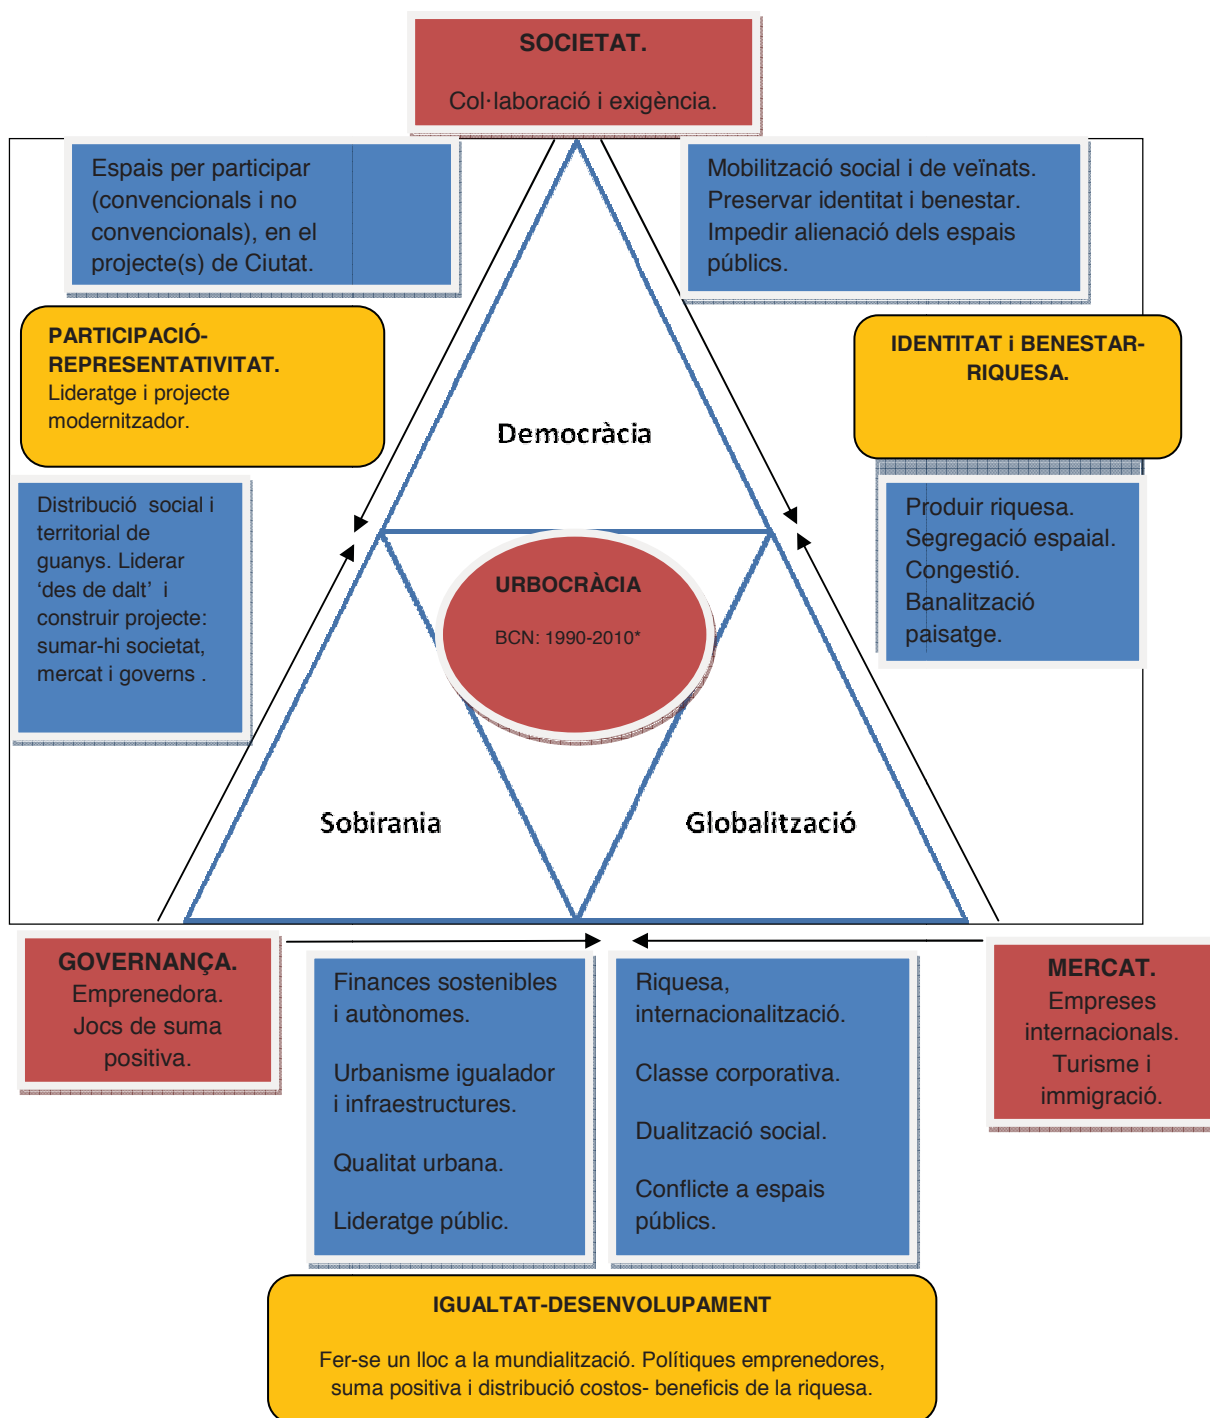 SOCIETAT.
Col·laboració i exigència.
Espais per participar
(convencionals i no
convencionals), en el
projecte(s) de Ciutat.
Mobilització social i de veïnats.
Preservar identitat i benestar.
Impedir alienació dels espais
públics.
PARTICIPACIÓ-
REPRESENTATIVITAT.
Lideratge i projecte
modernitzador.
IDENTITAT i BENESTAR-
RIQUESA.
Democràcia
Distribució social i
territorial de
guanys. Liderar
‘des de dalt’ i
construir projecte:
sumar-hi societat,
mercat i governs .
Produir riquesa.
Segregació espaial.
Congestió.
Banalització
paisatge.
URBOCRÀCIA
BCN: 1990-2010*
Sobirania
Globalització
GOVERNANÇA.
Emprenedora.
Jocs de suma
positiva.
Finances sostenibles
i autònomes.
Urbanisme igualador
i infraestructures.
Qualitat urbana.
Lideratge públic.
Riquesa,
internacionalització.
Classe corporativa.
Dualització social.
Conflicte a espais
públics.
MERCAT.
Empreses
internacionals.
Turisme i
immigració.
IGUALTAT-DESENVOLUPAMENT
Fer-se un lloc a la mundialització. Polítiques emprenedores,
suma positiva i distribució costos- beneficis de la riquesa.